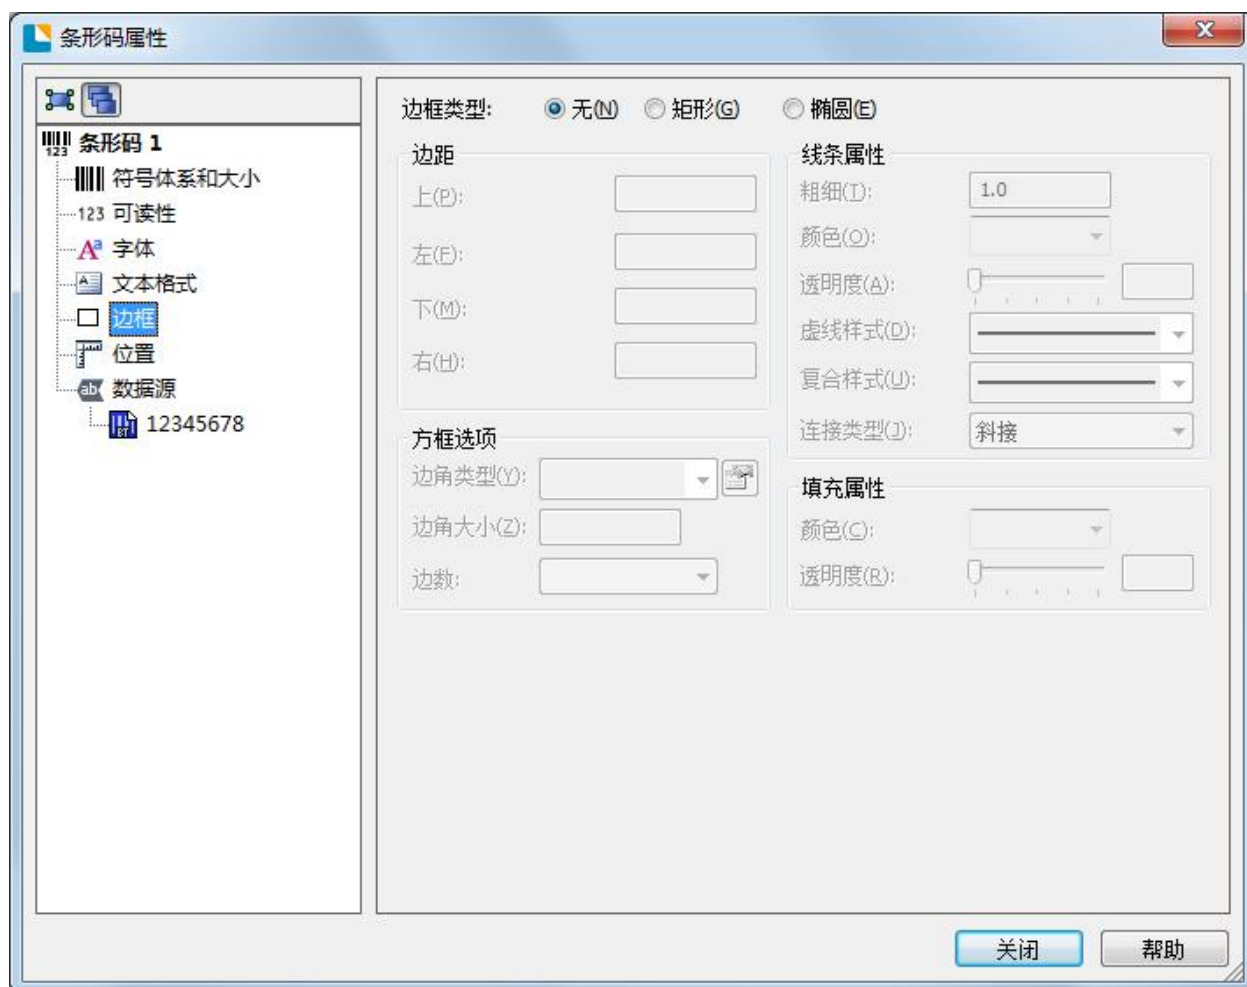 条形码属性
条形码 1
符号体系和大小
123 可读性
字体
文本格式
边框
位置
数据源
12345678
边框类型: 无(N) 矩形(G) 椭圆(E)
边距
上(P):
左(F):
下(M):
右(H):
方框选项
边角类型(Y):
边角大小(Z):
边数:
线条属性
粗细(T): 1.0
颜色(O):
透明度(A):
虚线样式(D):
复合样式(U):
连接类型(J): 斜接
填充属性
颜色(C):
透明度(R):
关闭 帮助